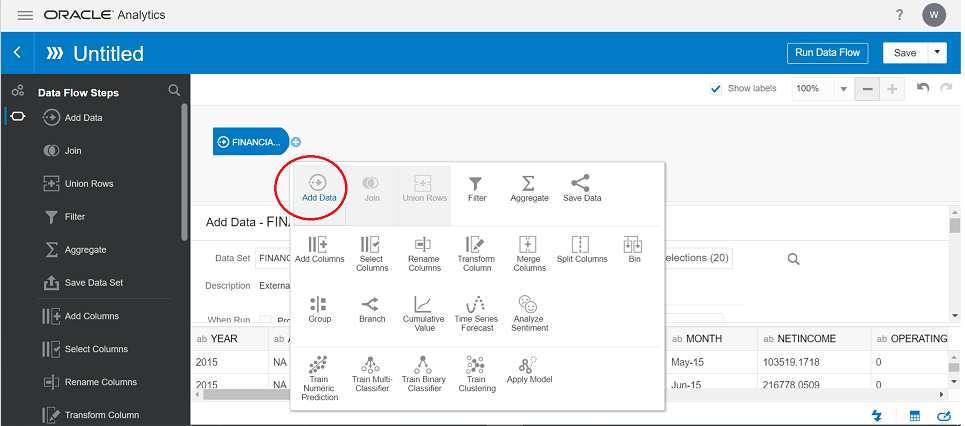 ORACLE Analytics
? W
Untitled
Run Data Flow Save
Data Flow Steps
Add Data
Join
Union Rows
Filter
Aggregate
Save Data Set
Add Columns
Select Columns
Rename Columns
Transform Column
Show labels 100%
FINANCIA...
Add Data Join Union Rows Filter Aggregate Save Data
Add Columns Select Columns Rename Columns Transform Column Merge Columns Split Columns Bin
Group Branch Cumulative Value Time Series Forecast Analyze Sentiment
Train Numeric Prediction Train Multi-Classifier Train Binary Classifier Train Clustering Apply Model
Add Data - FIN
Data Set FINANC elections (20)
Description Externa
When Run Pro
ab YEAR ab A ab MONTH ab NETINCOME ab OPERATING
2015 NA May-15 103519.1718 0
2015 NA Jun-15 216778.0509 0